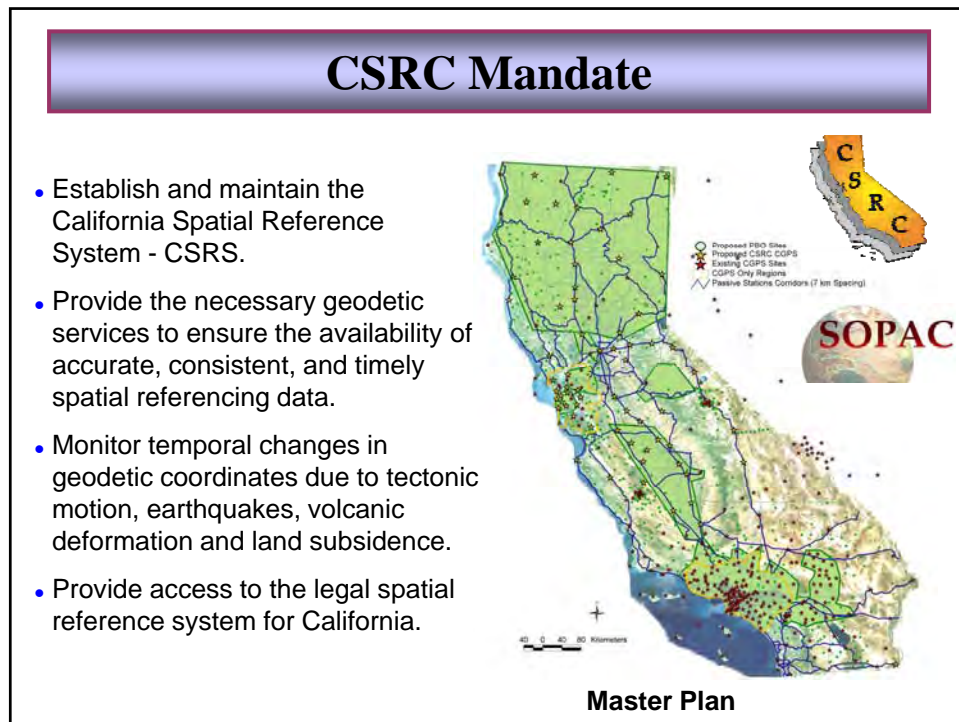 CSRC Mandate
• Establish and maintain the
California Spatial Reference
System - CSRS.
• Provide the necessary geodetic
services to ensure the availability of
accurate, consistent, and timely
spatial referencing data.
• Monitor temporal changes in
geodetic coordinates due to tectonic
motion, earthquakes, volcanic
deformation and land subsidence.
• Provide access to the legal spatial
reference system for California.
C
S
R
C
Proposed PBO Sites
Proposed CSRC CGPS
Existing CGPS Sites
CGPS Only Regions
Passive Stations Corridors (7 km Spacing)
SOPAC
40 0 40 80 Kilometers
Master Plan